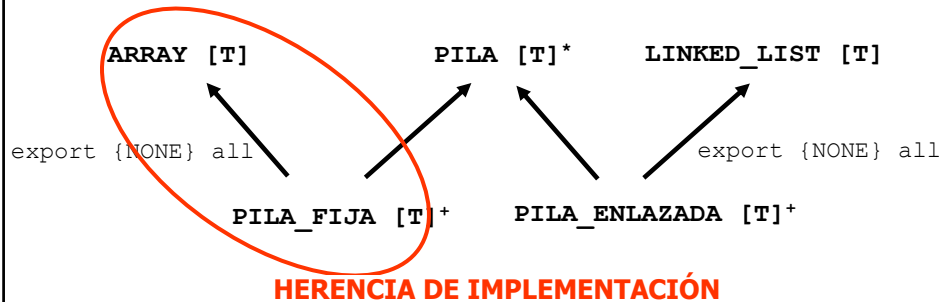 ARRAY [T] PILA [T]* LINKED_LIST [T]
export {NONE} all export {NONE} all
PILA_FIJA [T]+ PILA_ENLAZADA [T]+
HERENCIA DE IMPLEMENTACIÓN